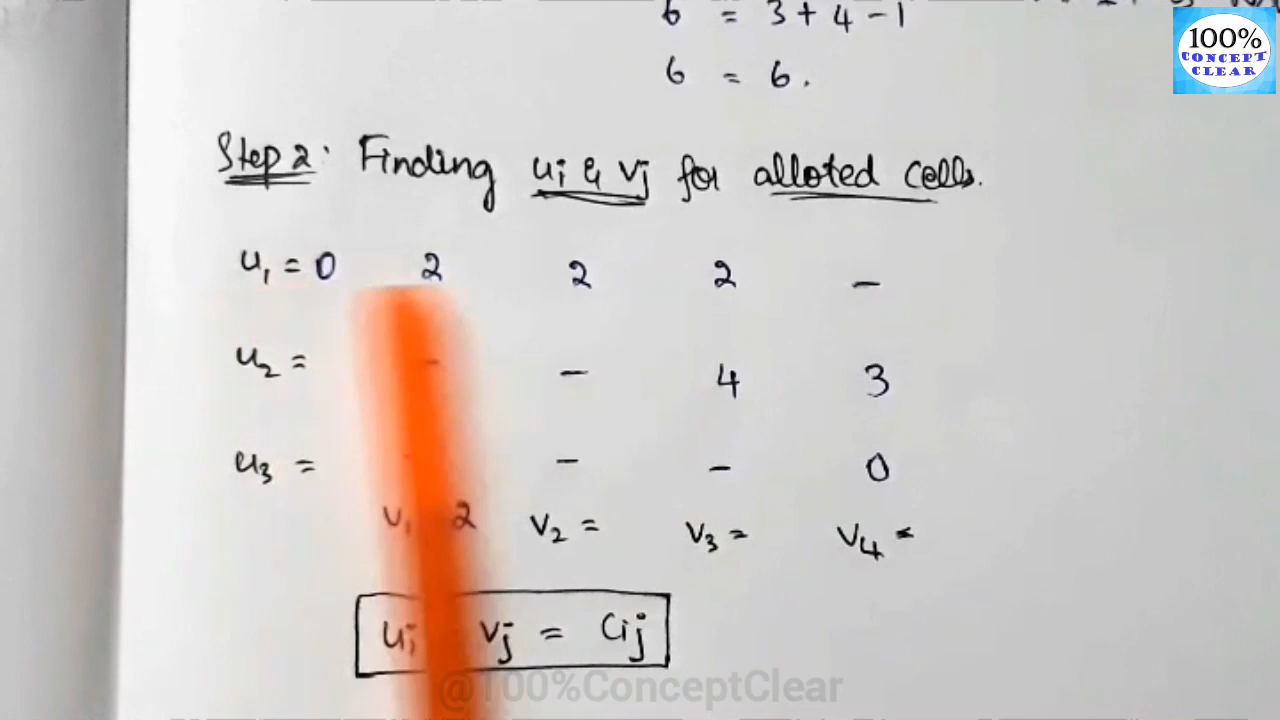 6 = 3 + 4 - 1
100%
CONCEPT
CLEAR
6 = 6.
Step 2: Finding ui & vj for alloted cells.
u1 = 0 2 2 2 -
u2 = - - 4 3
u3 = - - 0
v1 2 v2 = v3 = v4 =
ui vj = Cij
@100%ConceptClear